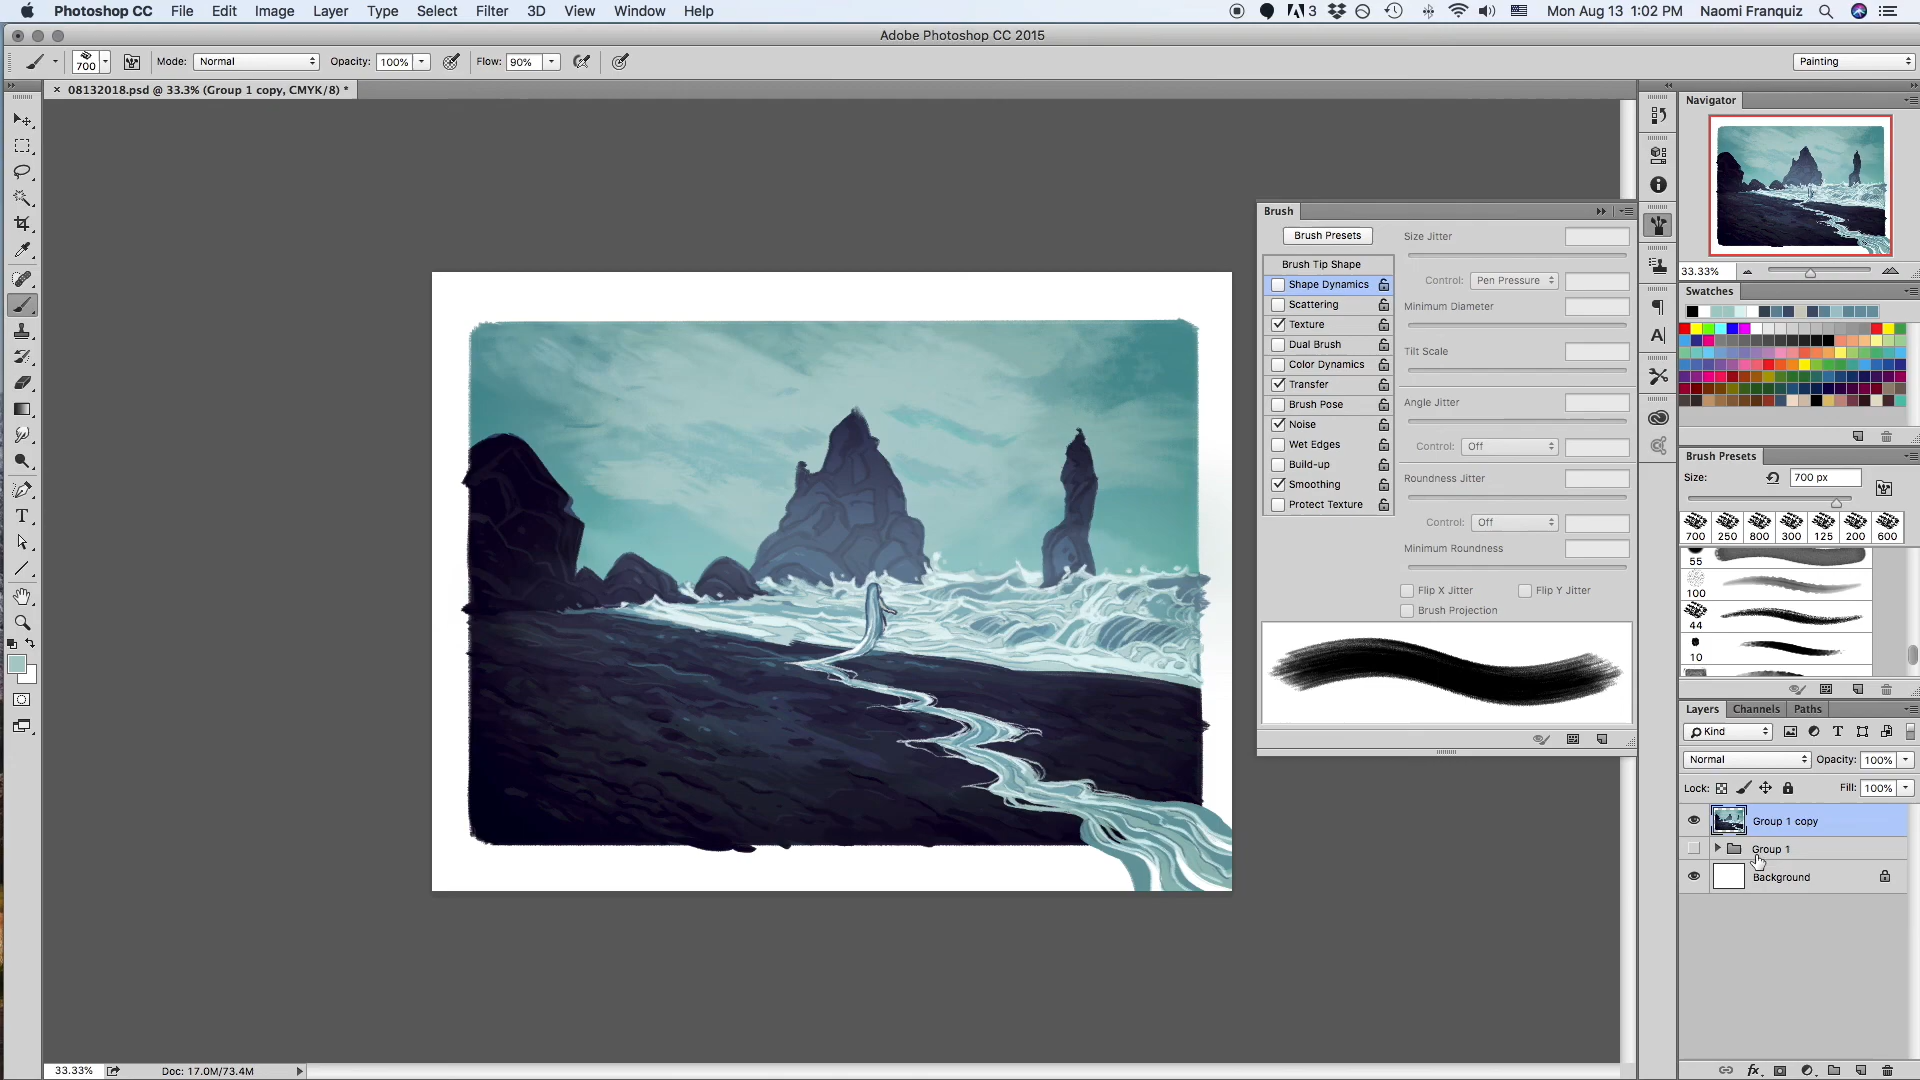 Photoshop CC File Edit Image Layer Type Select Filter 3D View Window Help 3 Mon Aug 13 1:02 PM Naomi Franquiz
Adobe Photoshop CC 2015
700 Mode: Normal Opacity: 100% Flow: 90% Painting
× 08132018.psd @ 33.3% (Group 1 copy, CMYK/8) *
Navigator
33.33%
Swatches
Brush
Brush Presets
Brush Tip Shape
Shape Dynamics
Scattering
Texture
Dual Brush
Color Dynamics
Transfer
Brush Pose
Noise
Wet Edges
Build-up
Smoothing
Protect Texture
Size Jitter
Control: Pen Pressure
Minimum Diameter
Tilt Scale
Angle Jitter
Control: Off
Roundness Jitter
Control: Off
Minimum Roundness
Flip X Jitter Flip Y Jitter
Brush Projection
Brush Presets
Size: 700 px
700 250 800 300 125 200 600
55
100
44
10
Layers Channels Paths
Kind
Normal Opacity: 100%
Lock: Fill: 100%
Group 1 copy
Group 1
Background
fx
33.33% Doc: 17.0M/73.4M